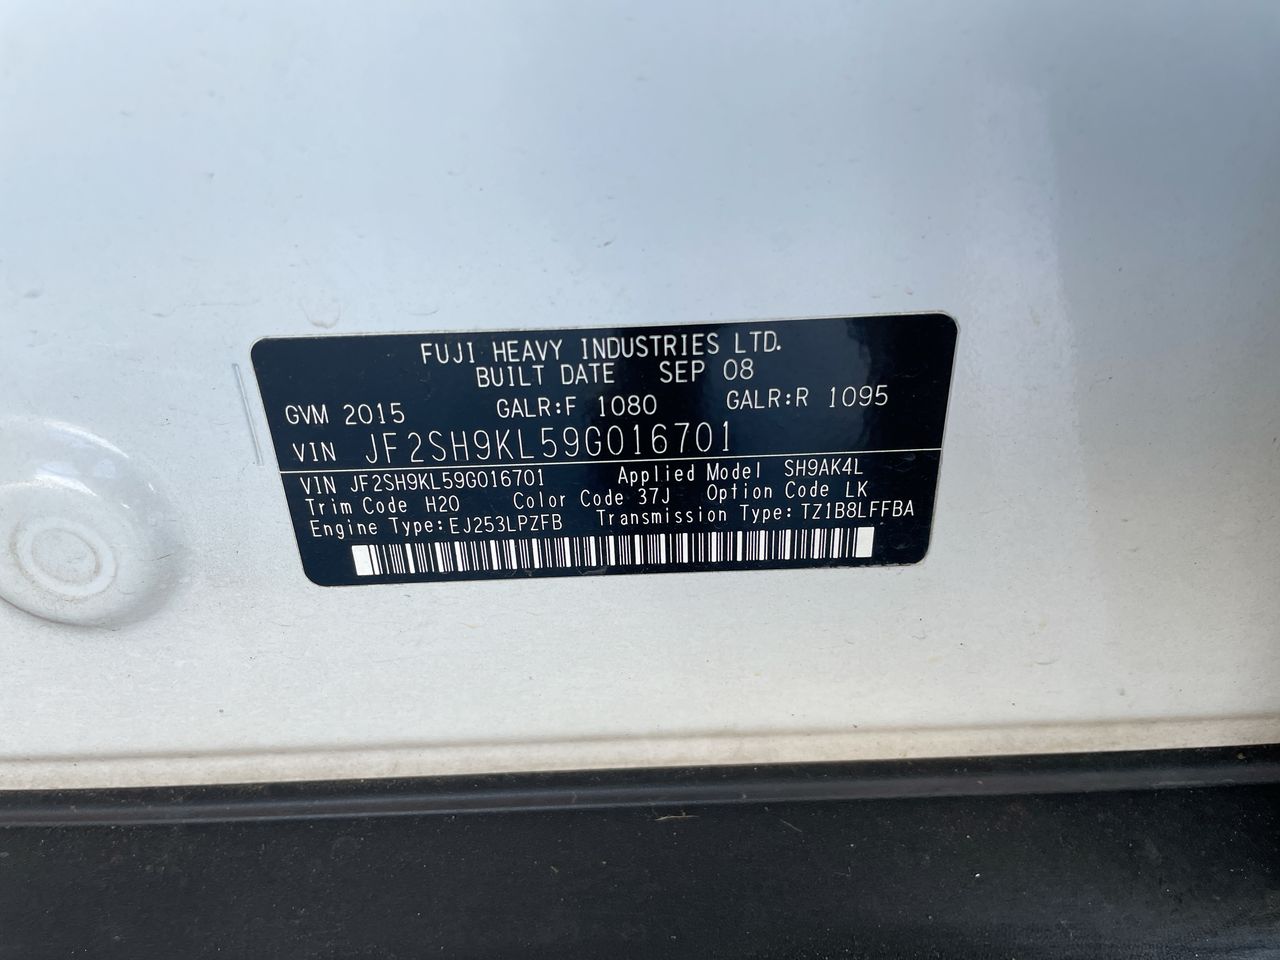 FUJI HEAVY INDUSTRIES LTD.
BUILT DATE SEP 08
GVM 2015 GALR:F 1080 GALR:R 1095
VIN JF2SH9KL59G016701
VIN JF2SH9KL59G016701 Applied Model SH9AK4L
Trim Code H20 Color Code 37J Option Code LK
Engine Type:EJ253LPZFB Transmission Type:TZ1B8LFFBA